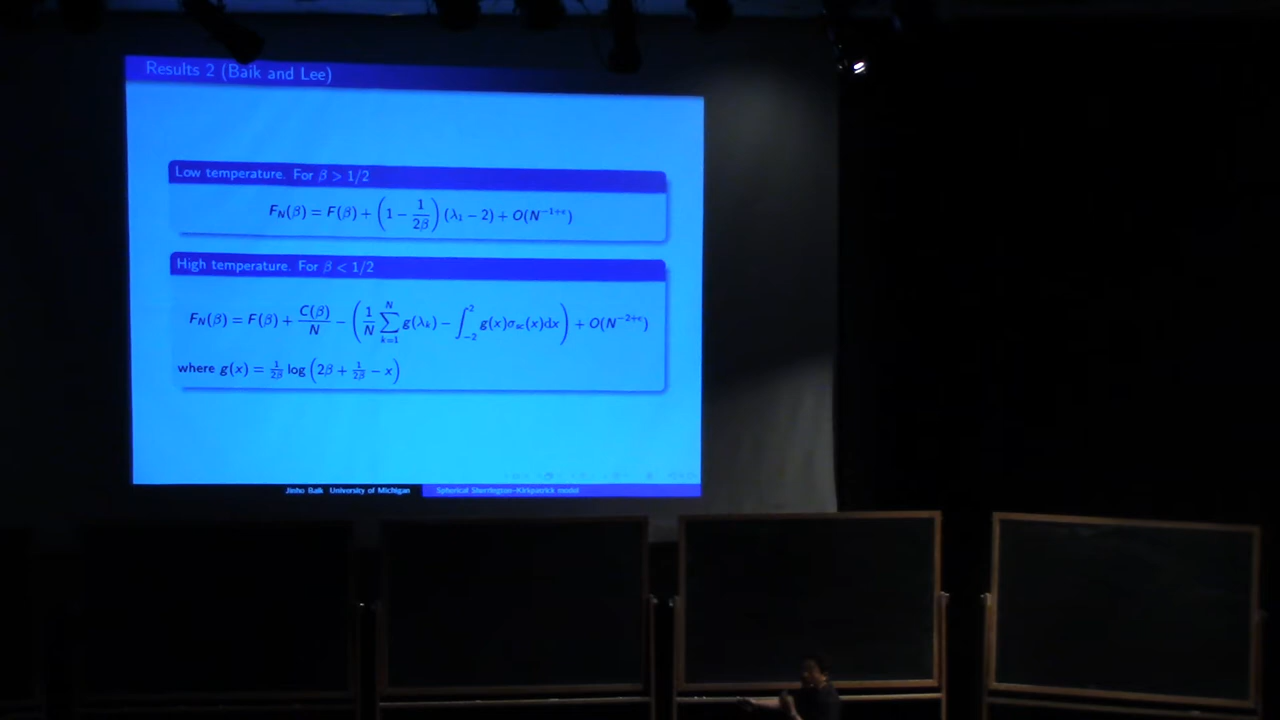 Results 2 (Baik and Lee)
Low temperature. For β > 1/2
F_N(β) = F(β) + (1 − 1/2β) (λ₁ − 2) + O(N^{−1+ϵ})
High temperature. For β < 1/2
F_N(β) = F(β) + C(β)/N − (1/N ∑_{k=1}^{N} g(λ_k) − ∫_{−2}^{2} g(x)σ_{sc}(x)dx) + O(N^{−2+ϵ})
where g(x) = 1/2β log (2β + 1/2β − x)
Jinho Baik University of Michigan Spherical Sherrington–Kirkpatrick model